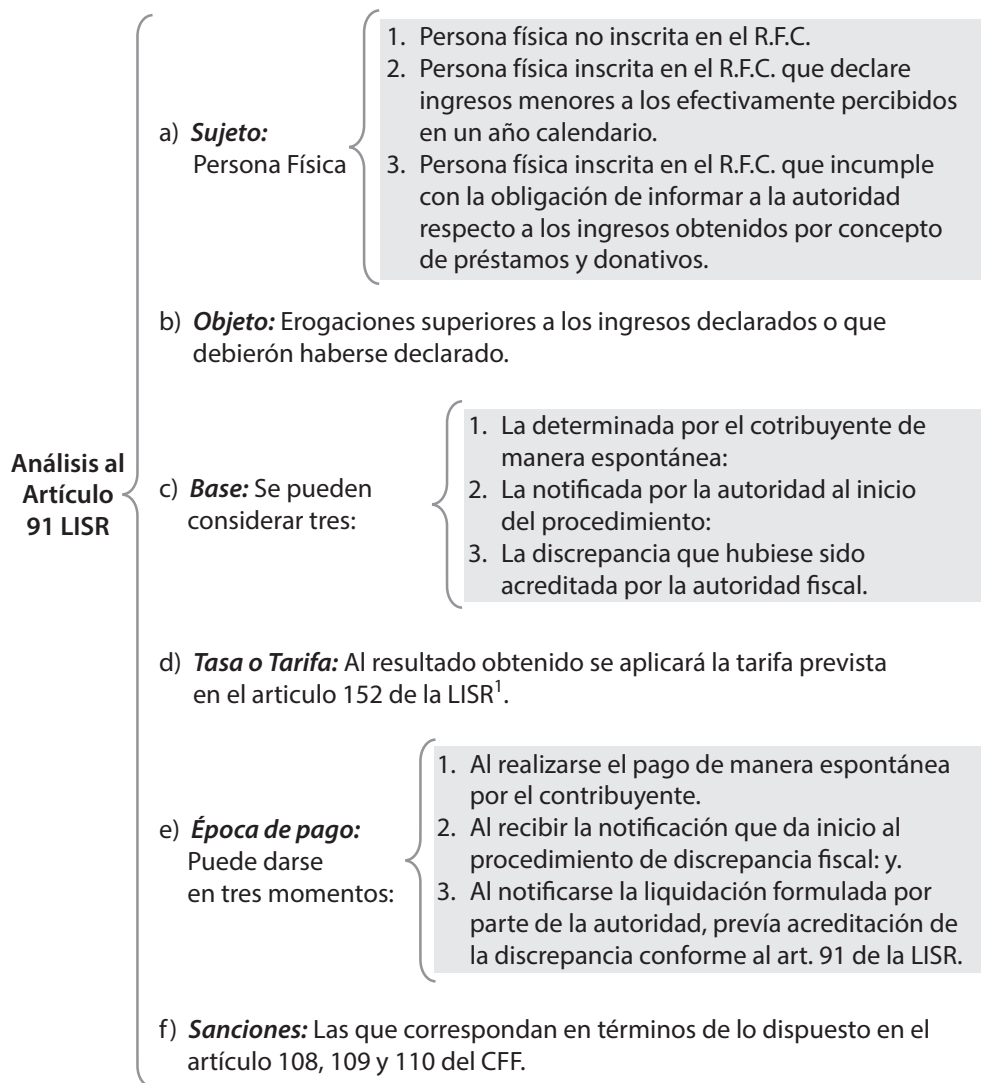 Análisis al
Artículo
91 LISR
a) Sujeto:
Persona Física
1. Persona física no inscrita en el R.F.C.
2. Persona física inscrita en el R.F.C. que declare
ingresos menores a los efectivamente percibidos
en un año calendario.
3. Persona física inscrita en el R.F.C. que incumple
con la obligación de informar a la autoridad
respecto a los ingresos obtenidos por concepto
de préstamos y donativos.
b) Objeto: Erogaciones superiores a los ingresos declarados o que
debierón haberse declarado.
c) Base: Se pueden
considerar tres:
1. La determinada por el cotribuyente de
manera espontánea:
2. La notificada por la autoridad al inicio
del procedimiento:
3. La discrepancia que hubiese sido
acreditada por la autoridad fiscal.
d) Tasa o Tarifa: Al resultado obtenido se aplicará la tarifa prevista
en el articulo 152 de la LISR¹.
e) Época de pago:
Puede darse
en tres momentos:
1. Al realizarse el pago de manera espontánea
por el contribuyente.
2. Al recibir la notificación que da inicio al
procedimiento de discrepancia fiscal: y.
3. Al notificarse la liquidación formulada por
parte de la autoridad, prevía acreditación de
la discrepancia conforme al art. 91 de la LISR.
f) Sanciones: Las que correspondan en términos de lo dispuesto en el
artículo 108, 109 y 110 del CFF.